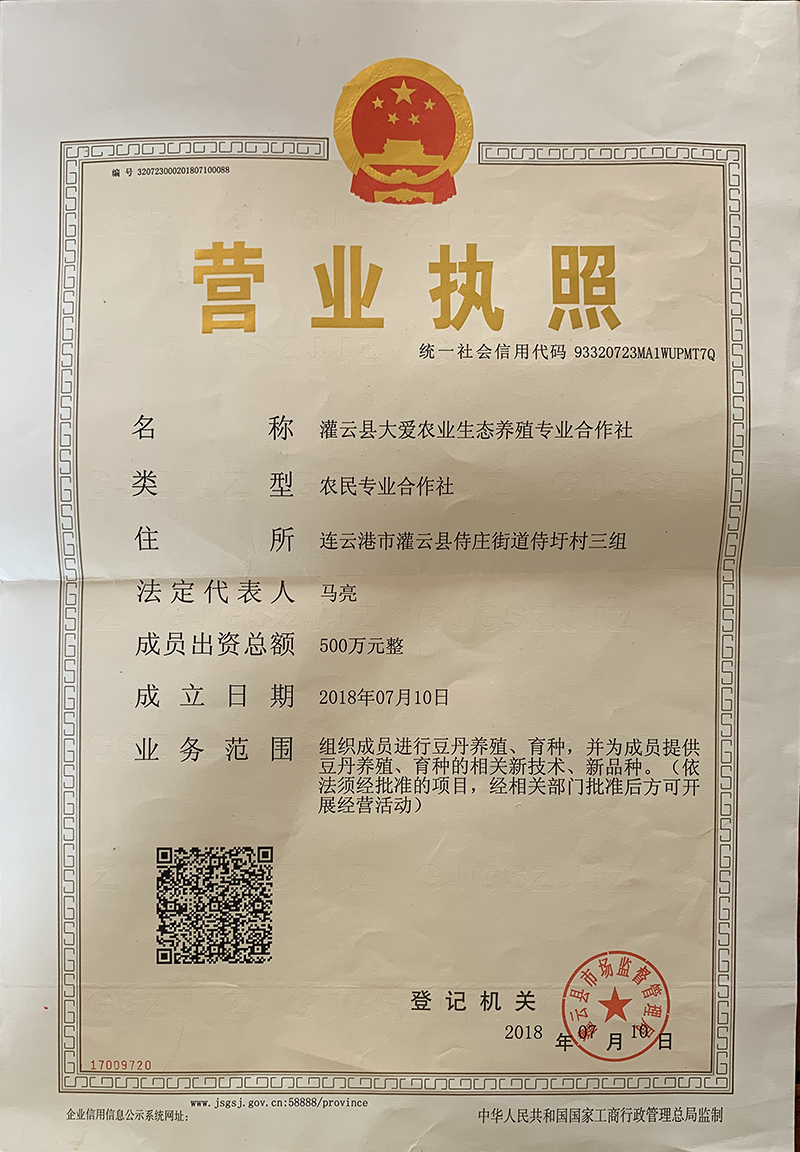 编 号 320723000201807100088
营业执照
统一社会信用代码 93320723MA1WUPMT7Q
名称 灌云县大爱农业生态养殖专业合作社
类型 农民专业合作社
住所 连云港市灌云县侍庄街道侍圩村三组
法定代表人 马亮
成员出资总额 500万元整
成立日期 2018年07月10日
业务范围 组织成员进行豆丹养殖、育种，并为成员提供
豆丹养殖、育种的相关新技术、新品种。（依
法须经批准的项目，经相关部门批准后方可开
展经营活动）
灌云县市场监督管理局
登记机关
2018 年 07 月 10 日
17009720
www.jsgsj.gov.cn:58888/province
企业信用信息公示系统网址：
中华人民共和国国家工商行政管理总局监制